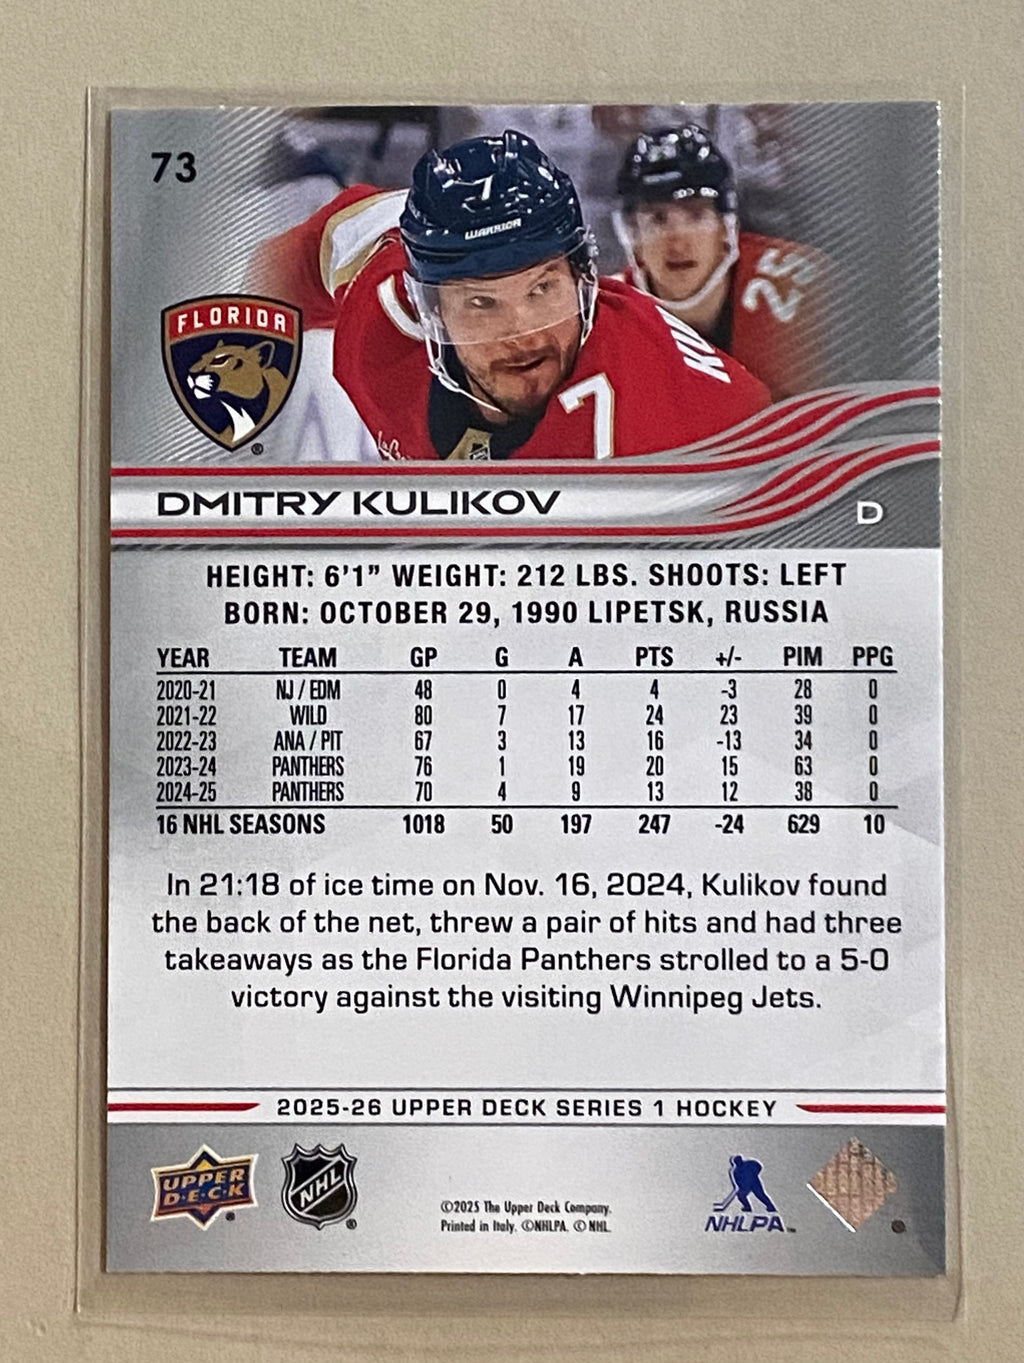 73
7
WARRIOR
25
KUL
7
FLORIDA
®
DMITRY KULIKOV
D
HEIGHT: 6'1" WEIGHT: 212 LBS. SHOOTS: LEFT
BORN: OCTOBER 29, 1990 LIPETSK, RUSSIA
YEAR TEAM GP G A PTS +/- PIM PPG
2020-21 NJ / EDM 48 0 4 4 -3 28 0
2021-22 WILD 80 7 17 24 23 39 0
2022-23 ANA / PIT 67 3 13 16 -13 34 0
2023-24 PANTHERS 76 1 19 20 15 63 0
2024-25 PANTHERS 70 4 9 13 12 38 0
16 NHL SEASONS 1018 50 197 247 -24 629 10
In 21:18 of ice time on Nov. 16, 2024, Kulikov found
the back of the net, threw a pair of hits and had three
takeaways as the Florida Panthers strolled to a 5-0
victory against the visiting Winnipeg Jets.
2025-26 UPPER DECK SERIES 1 HOCKEY
UPPER
D·E·C·K
®
NHL
®
©2025 The Upper Deck Company.
Printed in Italy. ©NHLPA. © NHL.
NHLPA™
®